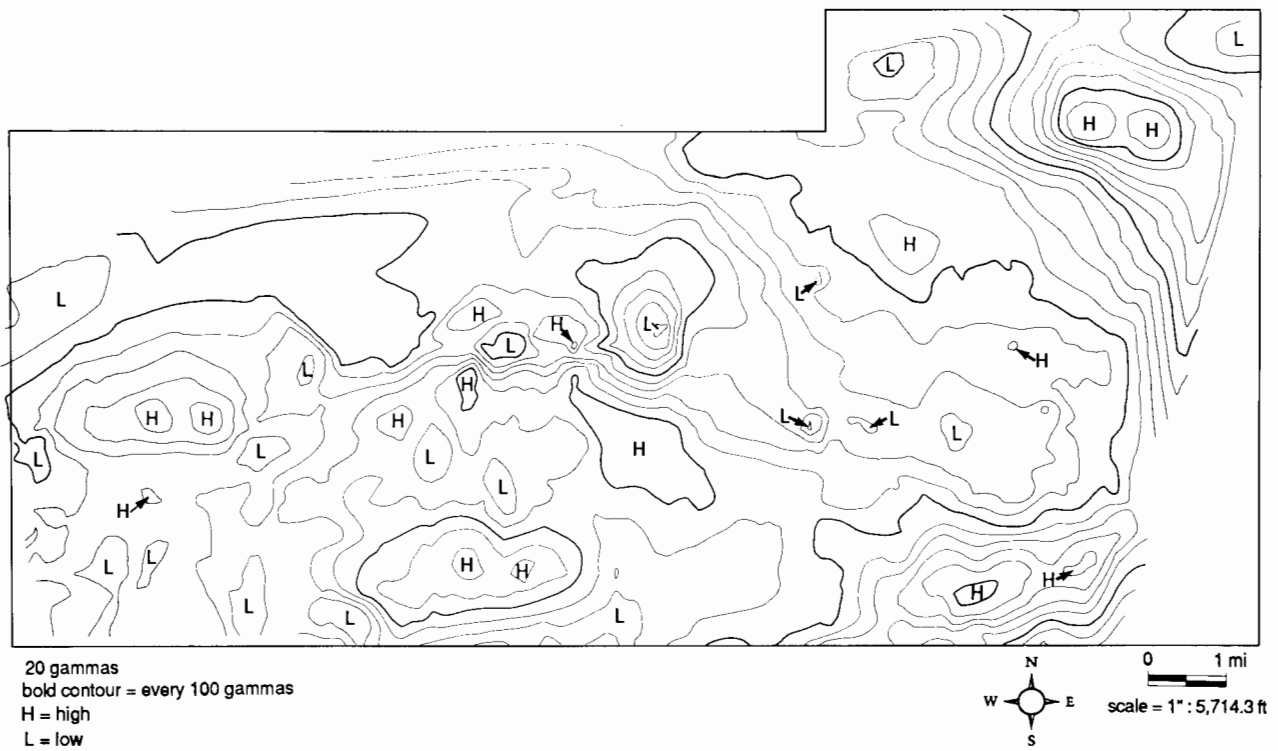 L
L
H H
H
L
L
H H L
L
H
L
H
H H H L L
L
L H
L L
L
H
L L H H H
H
L L L
20 gammas
bold contour = every 100 gammas
H = high
L = low
N
W E
S
0 1 mi
scale = 1" : 5,714.3 ft